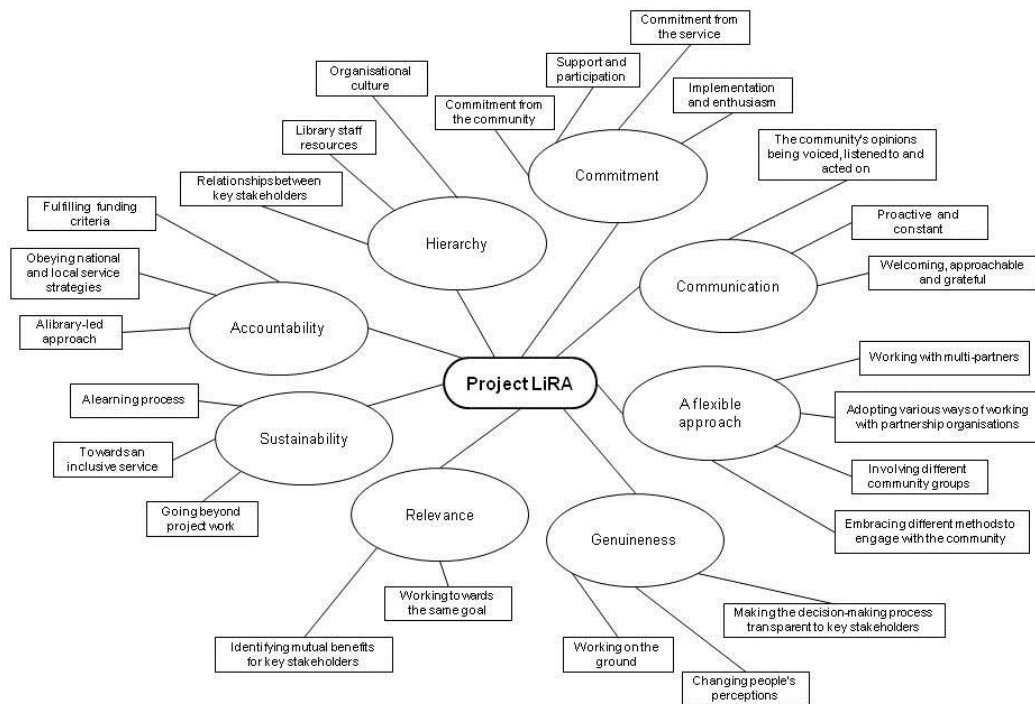 Commitment from
the service
Support and
participation
Organisational
culture
Implementation
and enthusiasm
Commitment from
the community
Library staff
resources
The community's opinions
being voiced, listened to and
acted on
Commitment
Relationships between
key stakeholders
Fulfilling funding
criteria
Hierarchy
Proactive and
constant
Obeying national
and local service
strategies
Welcoming, approachable
and grateful
Communication
Accountability
Alibrary-led
approach
Working with multi-partners
Project LiRA
Alearning process
A flexible
approach
Adopting various ways of working
with partnership organisations
Sustainability
Towards an
inclusive service
Involving different
community groups
Going beyond
project work
Relevance
Embracing different methods to
engage with the community
Genuineness
Working towards
the same goal
Making the decision-making process
transparent to key stakeholders
Identifying mutual benefits
for key stakeholders
Working on the
ground
Changing people's
perceptions